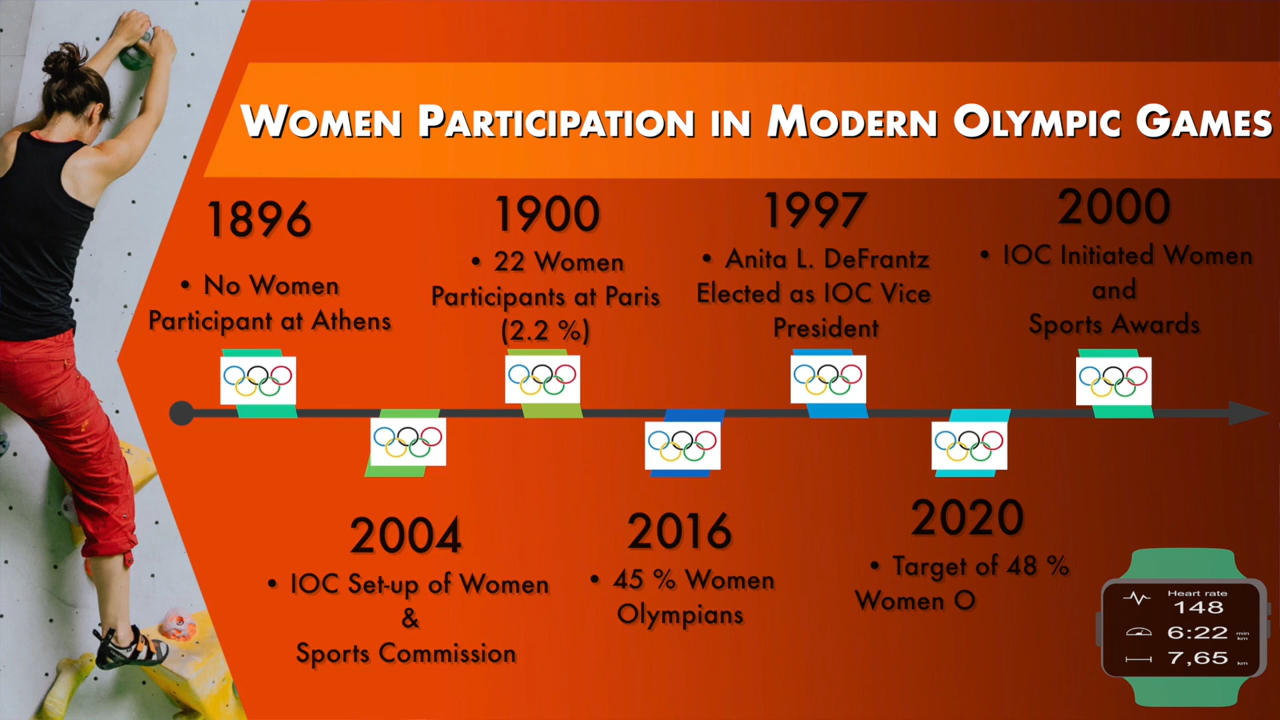 WOMEN PARTICIPATION IN MODERN OLYMPIC GAMES
1896
• No Women
Participant at Athens
1900
• 22 Women
Participants at Paris
(2.2 %)
1997
• Anita L. DeFrantz
Elected as IOC Vice
President
2000
• IOC Initiated Women
and
Sports Awards
2004
• IOC Set-up of Women
&
Sports Commission
2016
• 45 % Women
Olympians
2020
• Target of 48 %
Women O
Heart rate
148
6:22 min km
7,65 km